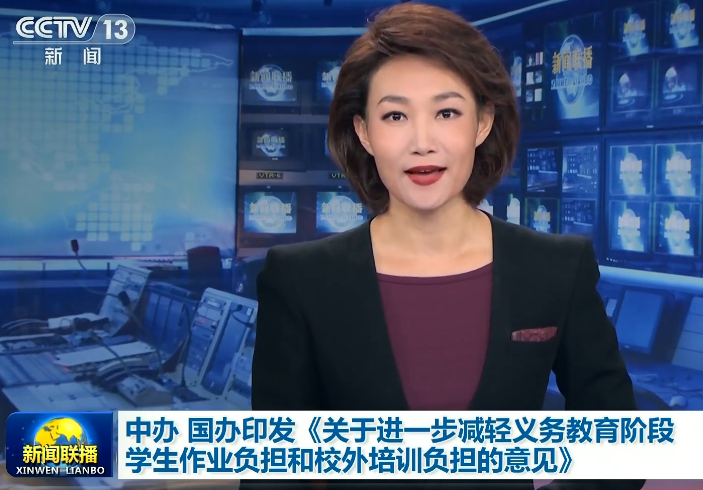 CCTV 13
新闻
新闻联播
XINWEN LIANBO
中办 国办印发《关于进一步减轻义务教育阶段
学生作业负担和校外培训负担的意见》